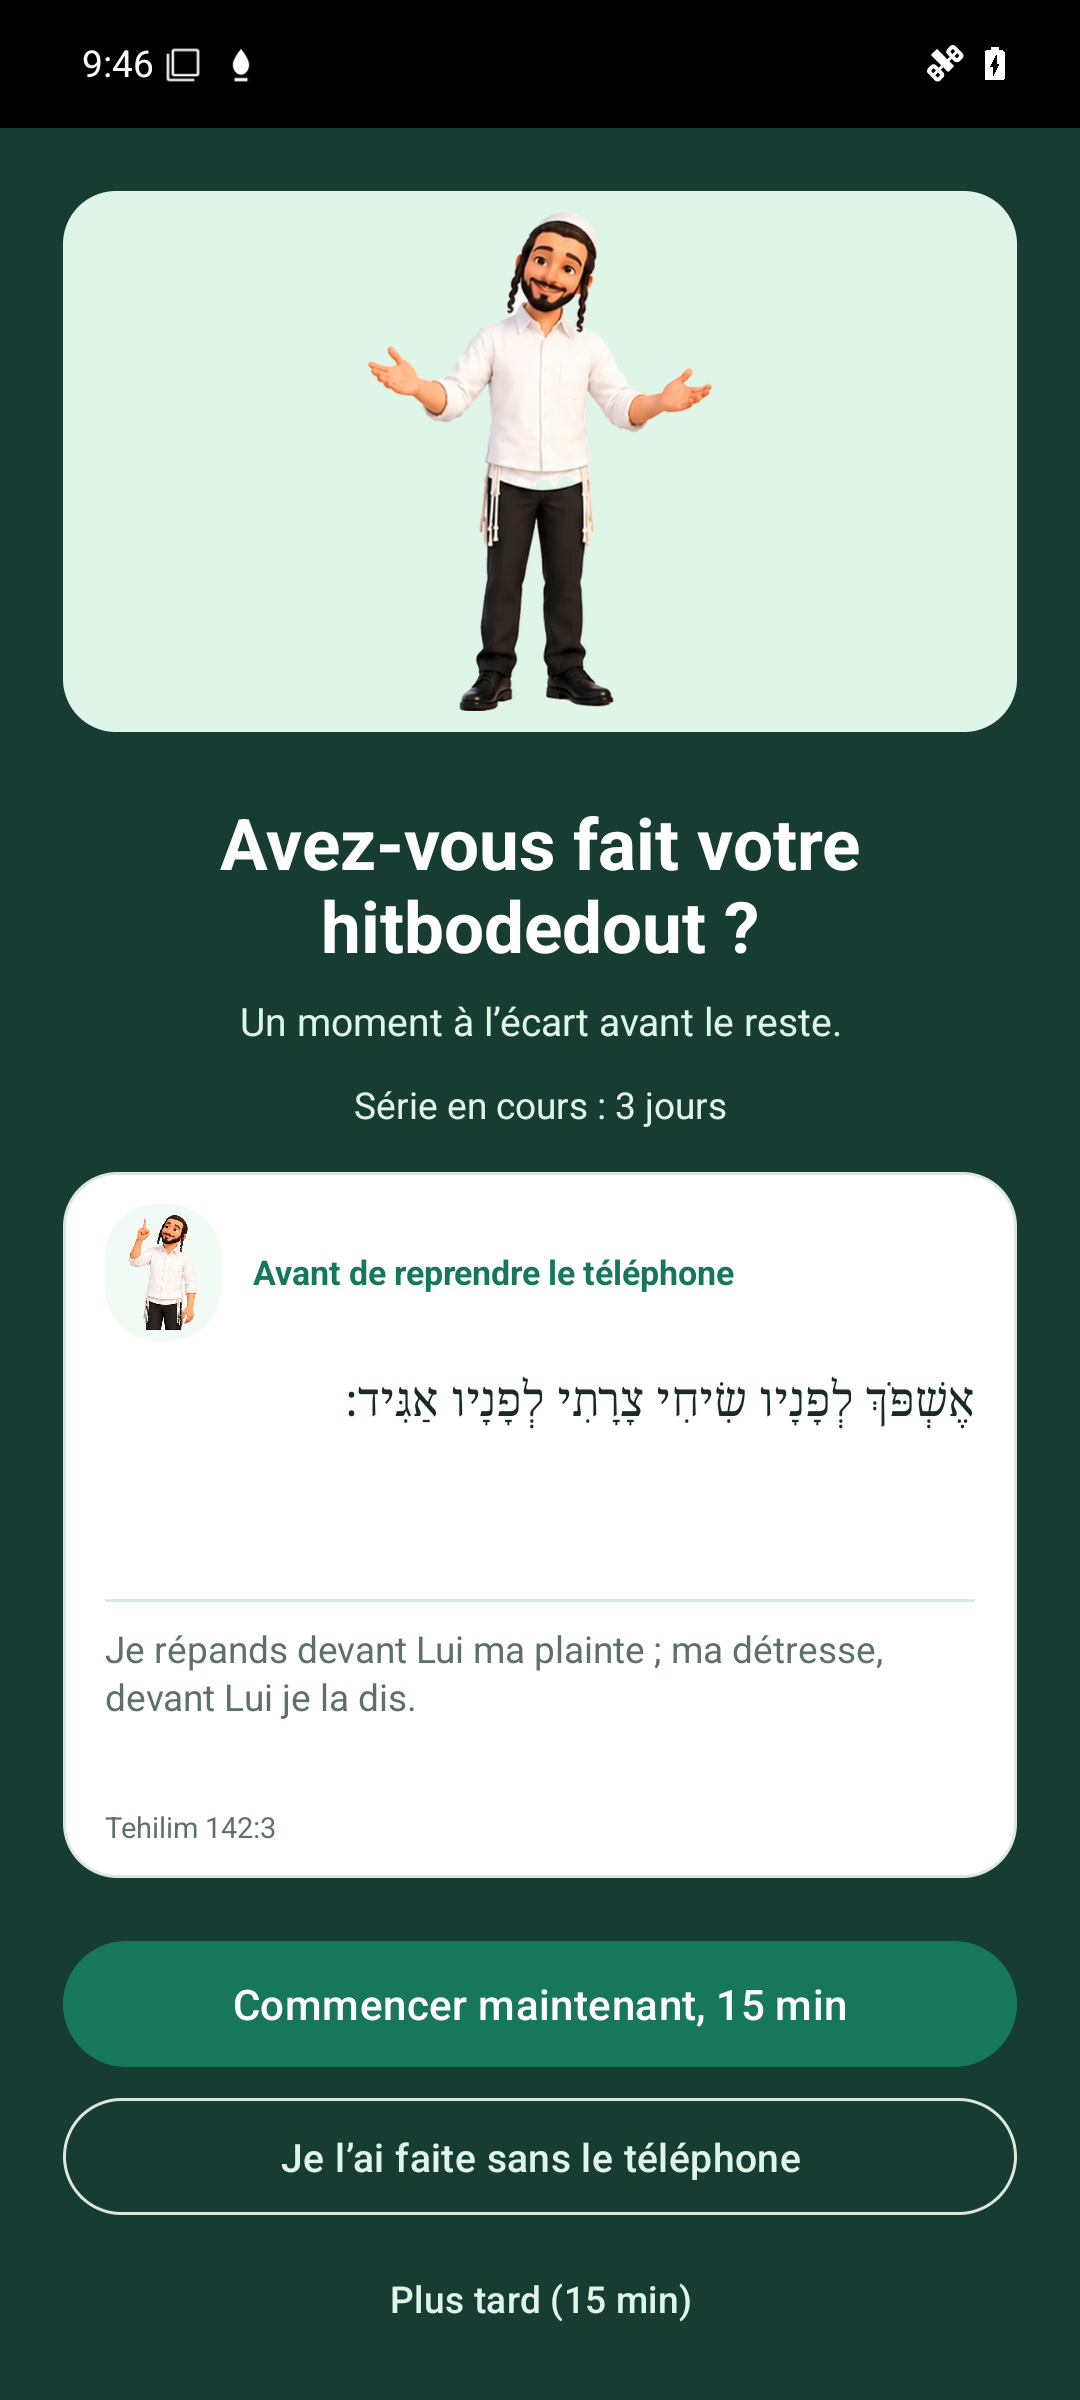 9:46
Avez-vous fait votre
hitbodedout ?
Un moment à l’écart avant le reste.
Série en cours : 3 jours
Avant de reprendre le téléphone
אֶשְׁפֹּךְ לְפָנָיו שִׂיחִי צָרָתִי לְפָנָיו אַגִּיד׃
Je répands devant Lui ma plainte ; ma détresse,
devant Lui je la dis.
Tehilim 142:3
Commencer maintenant, 15 min
Je l’ai faite sans le téléphone
Plus tard (15 min)